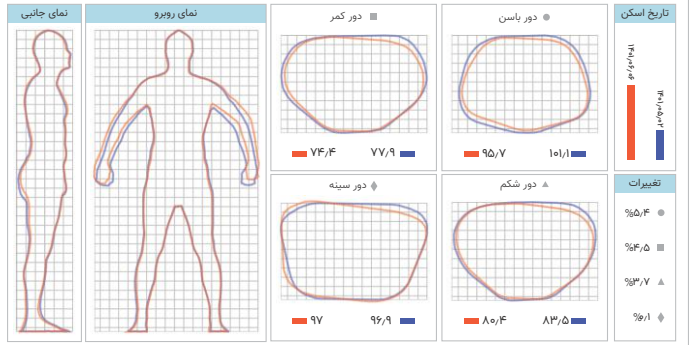 تاریخ اسکن
نمای روبرو
نمای جانبی
دور باسن
دور کمر
۱۴۰۱٫۰۶٫۰۶
۱۴۰۱٫۰۵٫۰۲
۱۰۱٫۱
۹۵٫۷
۷۷٫۹
۷۴٫۴
تغییرات
دور شکم
دور سینه
%۵٫۴
%۴٫۵
%۳٫۷
%۰٫۱
۸۳٫۵
۸۰٫۴
۹۶٫۹
۹۷